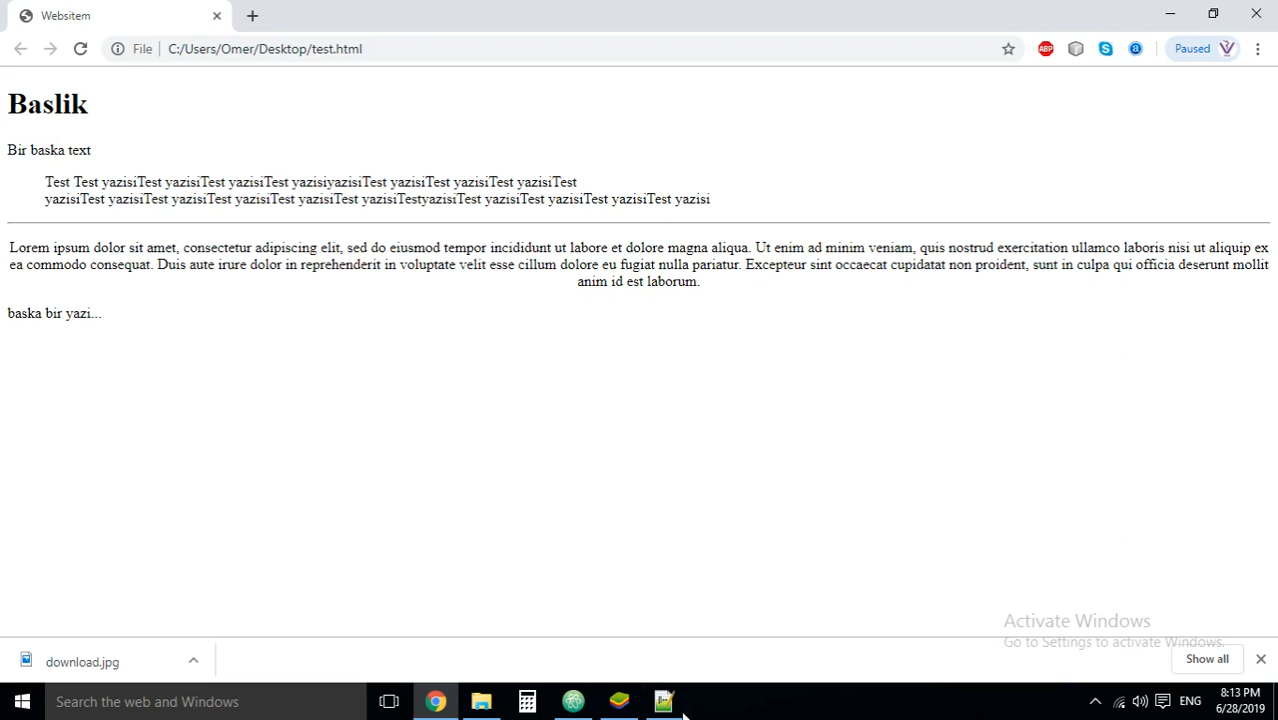 Websitem
File
C:/Users/Omer/Desktop/test.html
ABP
Paused
Baslik
Bir baska text
Test Test yazisiTest yazisiTest yazisiTest yazisiyazisiTest yazisiTest yazisiTest yazisiTest
yazisiTest yazisiTest yazisiTest yazisiTest yazisiTest yazisiTestyazisiTest yazisiTest yazisiTest yazisiTest yazisi
Lorem ipsum dolor sit amet, consectetur adipiscing elit, sed do eiusmod tempor incididunt ut labore et dolore magna aliqua. Ut enim ad minim veniam, quis nostrud exercitation ullamco laboris nisi ut aliquip ex
ea commodo consequat. Duis aute irure dolor in reprehenderit in voluptate velit esse cillum dolore eu fugiat nulla pariatur. Excepteur sint occaecat cupidatat non proident, sunt in culpa qui officia deserunt mollit
anim id est laborum.
baska bir yazi...
Activate Windows
Go to Settings to activate Windows.
download.jpg
Show all
Search the web and Windows
ENG
8:13 PM
6/28/2019